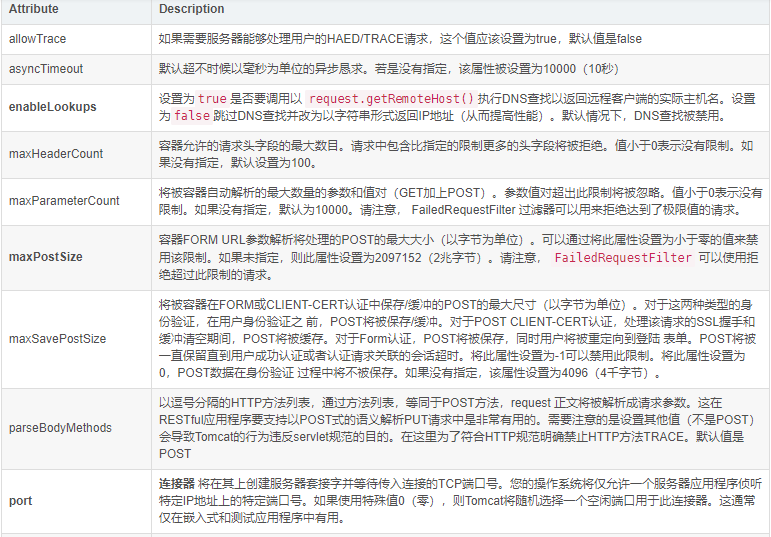 Attribute Description
allowTrace 如果需要服务器能够处理用户的HAED/TRACE请求，这个值应该设置为true，默认值是false
asyncTimeout 默认超不时候以毫秒为单位的异步恳求。若是没有指定，该属性被设置为10000（10秒）
enableLookups 设置为 true 是否要调用以 request.getRemoteHost() 执行DNS查找以返回远程客户端的实际主机名。设置
为 false 跳过DNS查找并改为以字符串形式返回IP地址（从而提高性能）。默认情况下，DNS查找被禁用。
maxHeaderCount 容器允许的请求头字段的最大数目。请求中包含比指定的限制更多的头字段将被拒绝。值小于0表示没有限制。如
果没有指定，默认设置为100。
maxParameterCount 将被容器自动解析的最大数量的参数和值对（GET加上POST）。参数值对超出此限制将被忽略。值小于0表示没有
限制。如果没有指定，默认为10000。请注意， FailedRequestFilter 过滤器可以用来拒绝达到了极限值的请求。
maxPostSize 容器FORM URL参数解析将处理的POST的最大大小（以字节为单位）。可以通过将此属性设置为小于零的值来禁
用该限制。如果未指定，则此属性设置为2097152（2兆字节）。请注意， FailedRequestFilter 可以使用拒
绝超过此限制的请求。
maxSavePostSize 将被容器在FORM或CLIENT-CERT认证中保存/缓冲的POST的最大尺寸（以字节为单位）。对于这两种类型的身
份验证，在用户身份验证之 前，POST将被保存/缓冲。对于POST CLIENT-CERT认证，处理该请求的SSL握手和
缓冲清空期间，POST将被缓存。对于Form认证，POST将被保存，同时用户将被重定向到登陆 表单。POST将被
一直保留直到用户成功认证或者认证请求关联的会话超时。将此属性设置为-1可以禁用此限制。将此属性设置为
0，POST数据在身份验证 过程中将不被保存。如果没有指定，该属性设置为4096（4千字节）。
parseBodyMethods 以逗号分隔的HTTP方法列表，通过方法列表，等同于POST方法，request 正文将被解析成请求参数。这在
RESTful应用程序要支持以POST式的语义解析PUT请求中是非常有用的。需要注意的是设置其他值（不是POST）
会导致Tomcat的行为违反servlet规范的目的。在这里为了符合HTTP规范明确禁止HTTP方法TRACE。默认值是
POST
port 连接器 将在其上创建服务器套接字并等待传入连接的TCP端口号。您的操作系统将仅允许一个服务器应用程序侦听
特定IP地址上的特定端口号。如果使用特殊值0（零），则Tomcat将随机选择一个空闲端口用于此连接器。这通常
仅在嵌入式和测试应用程序中有用。